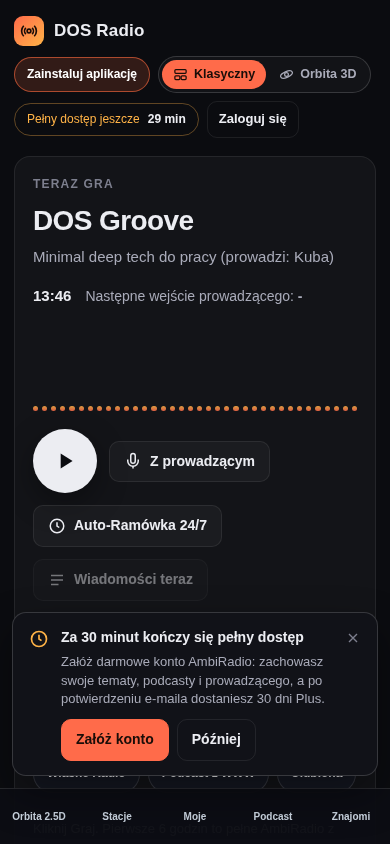 DOS Radio
Zainstaluj aplikację
Klasyczny
Orbita 3D
Pełny dostęp jeszcze 29 min
Zaloguj się
TERAZ GRA
DOS Groove
Minimal deep tech do pracy (prowadzi: Kuba)
13:46 Następne wejście prowadzącego: -
Z prowadzącym
Auto-Ramówka 24/7
Wiadomości teraz
Za 30 minut kończy się pełny dostęp
Załóż darmowe konto AmbiRadio: zachowasz
swoje tematy, podcasty i prowadzącego, a po
potwierdzeniu e-maila dostaniesz 30 dni Plus.
Załóż konto
Później
Orbita 2.5D
Stacje
Moje
Podcast
Znajomi